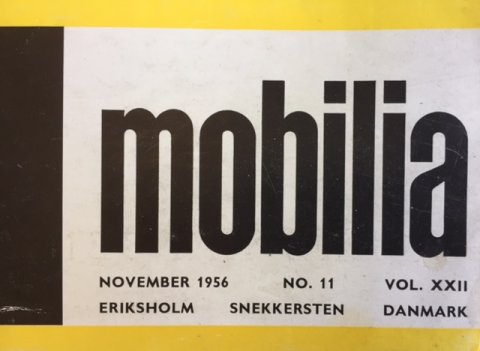 mobilia
NOVEMBER 1956 NO. 11 VOL. XXII
ERIKSHOLM SNEKKERSTEN DANMARK